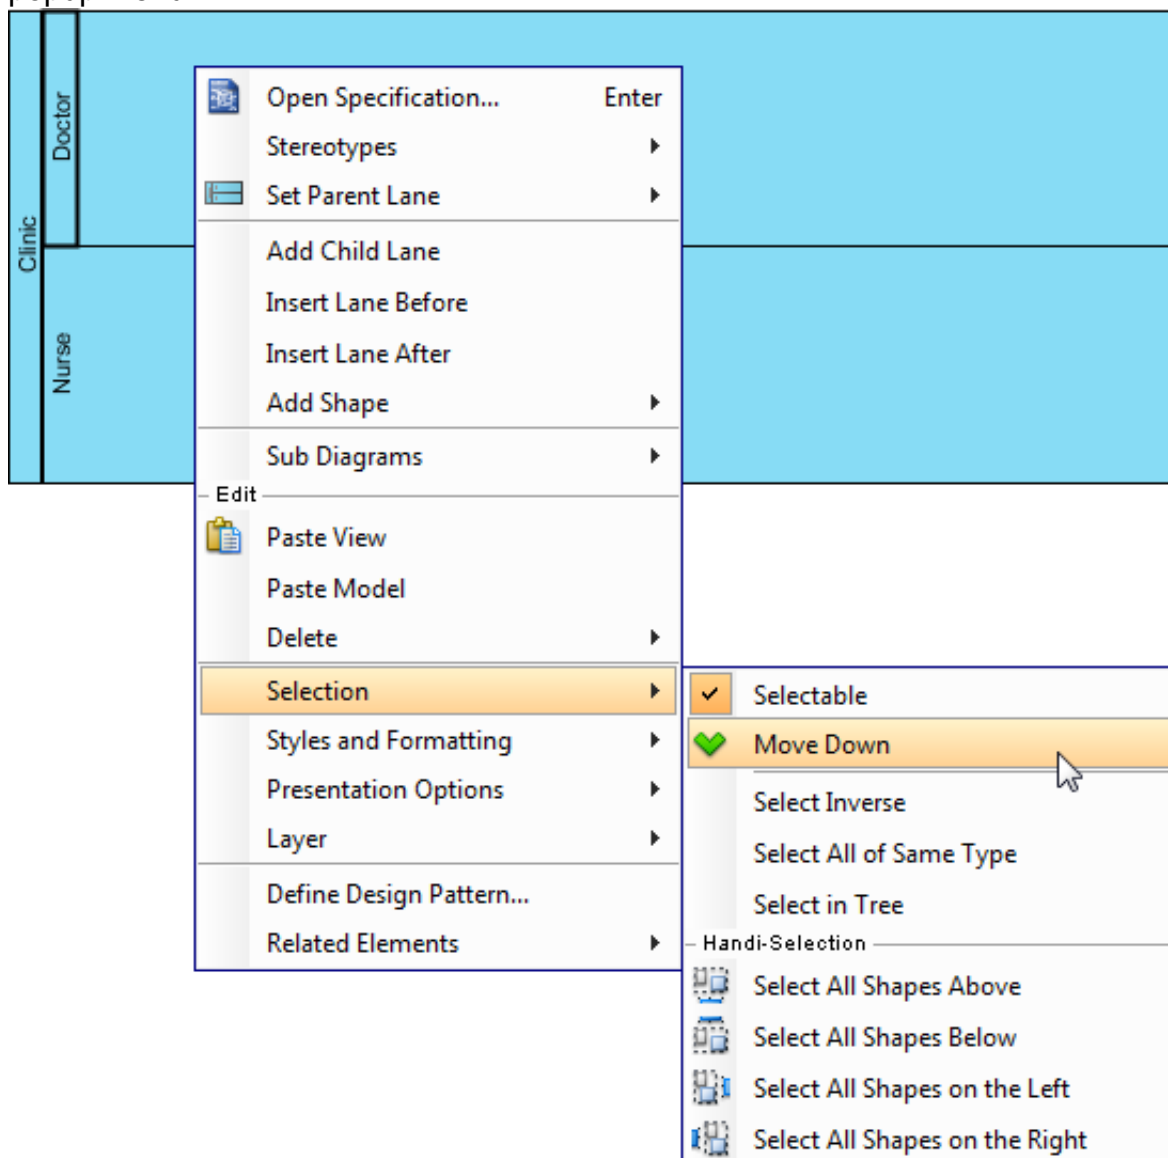 Clinic
Doctor
Nurse
Open Specification... Enter
Stereotypes
Set Parent Lane
Add Child Lane
Insert Lane Before
Insert Lane After
Add Shape
Sub Diagrams
Edit
Paste View
Paste Model
Delete
Selection
Styles and Formatting
Presentation Options
Layer
Define Design Pattern...
Related Elements
Selectable
Move Down
Select Inverse
Select All of Same Type
Select in Tree
Handi-Selection
Select All Shapes Above
Select All Shapes Below
Select All Shapes on the Left
Select All Shapes on the Right